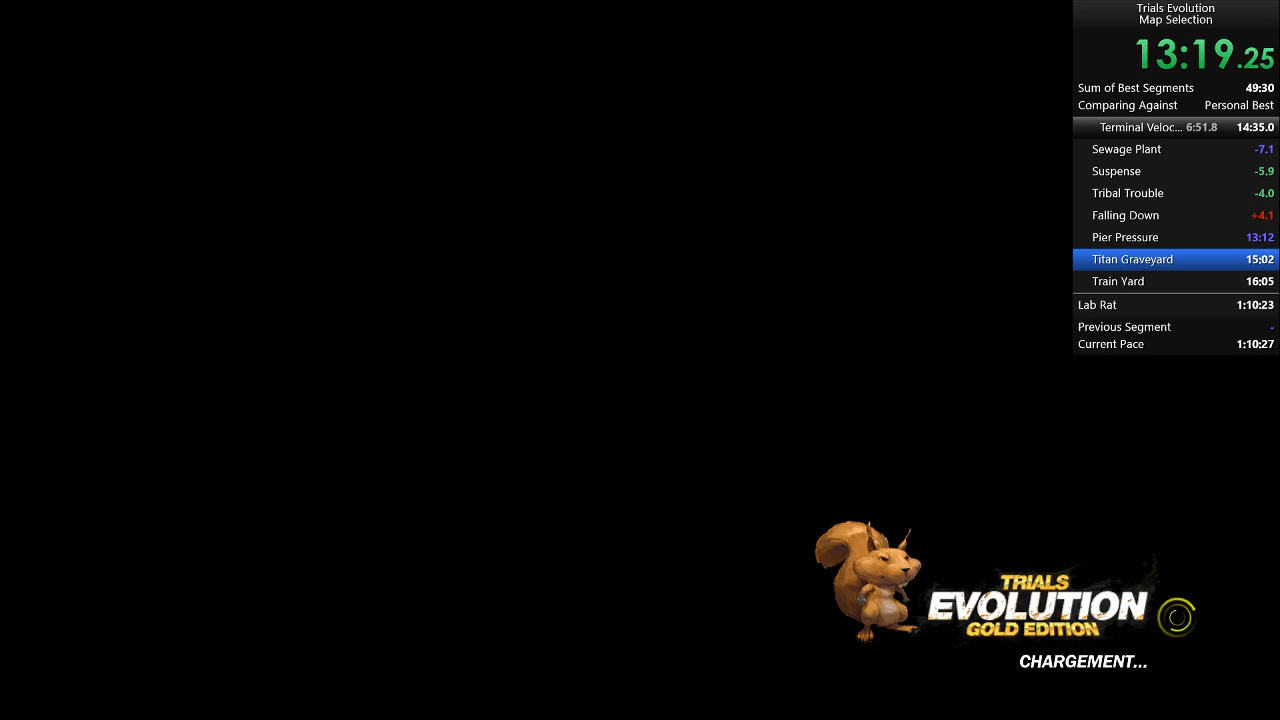 Trials Evolution
Map Selection
13:19.25
Sum of Best Segments 49:30
Comparing Against Personal Best
Terminal Veloc... 6:51.8 14:35.0
Sewage Plant -7.1
Suspense -5.9
Tribal Trouble -4.0
Falling Down +4.1
Pier Pressure 13:12
Titan Graveyard 15:02
Train Yard 16:05
Lab Rat 1:10:23
Previous Segment -
Current Pace 1:10:27
TRIALS
EVOLUTION
GOLD EDITION
CHARGEMENT...